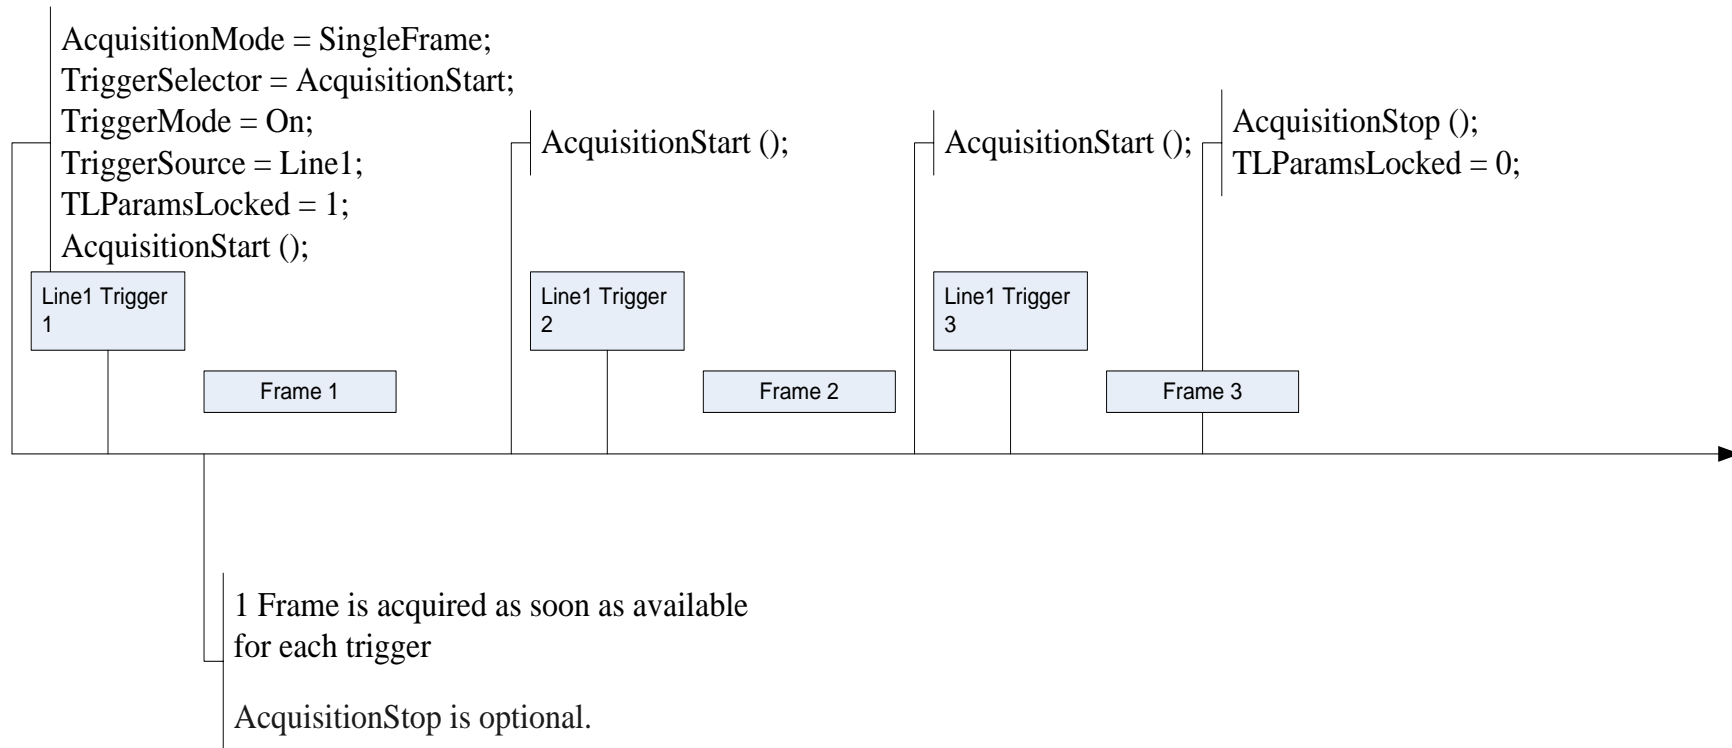 AcquisitionMode = SingleFrame;
TriggerSelector = AcquisitionStart;
TriggerMode = On;
TriggerSource = Line1;
TLParamsLocked = 1;
AcquisitionStart ();
AcquisitionStart ();
AcquisitionStart ();
AcquisitionStop ();
TLParamsLocked = 0;
Line1 Trigger
1
Line1 Trigger
2
Line1 Trigger
3
Frame 1
Frame 2
Frame 3
1 Frame is acquired as soon as available
for each trigger
AcquisitionStop is optional.